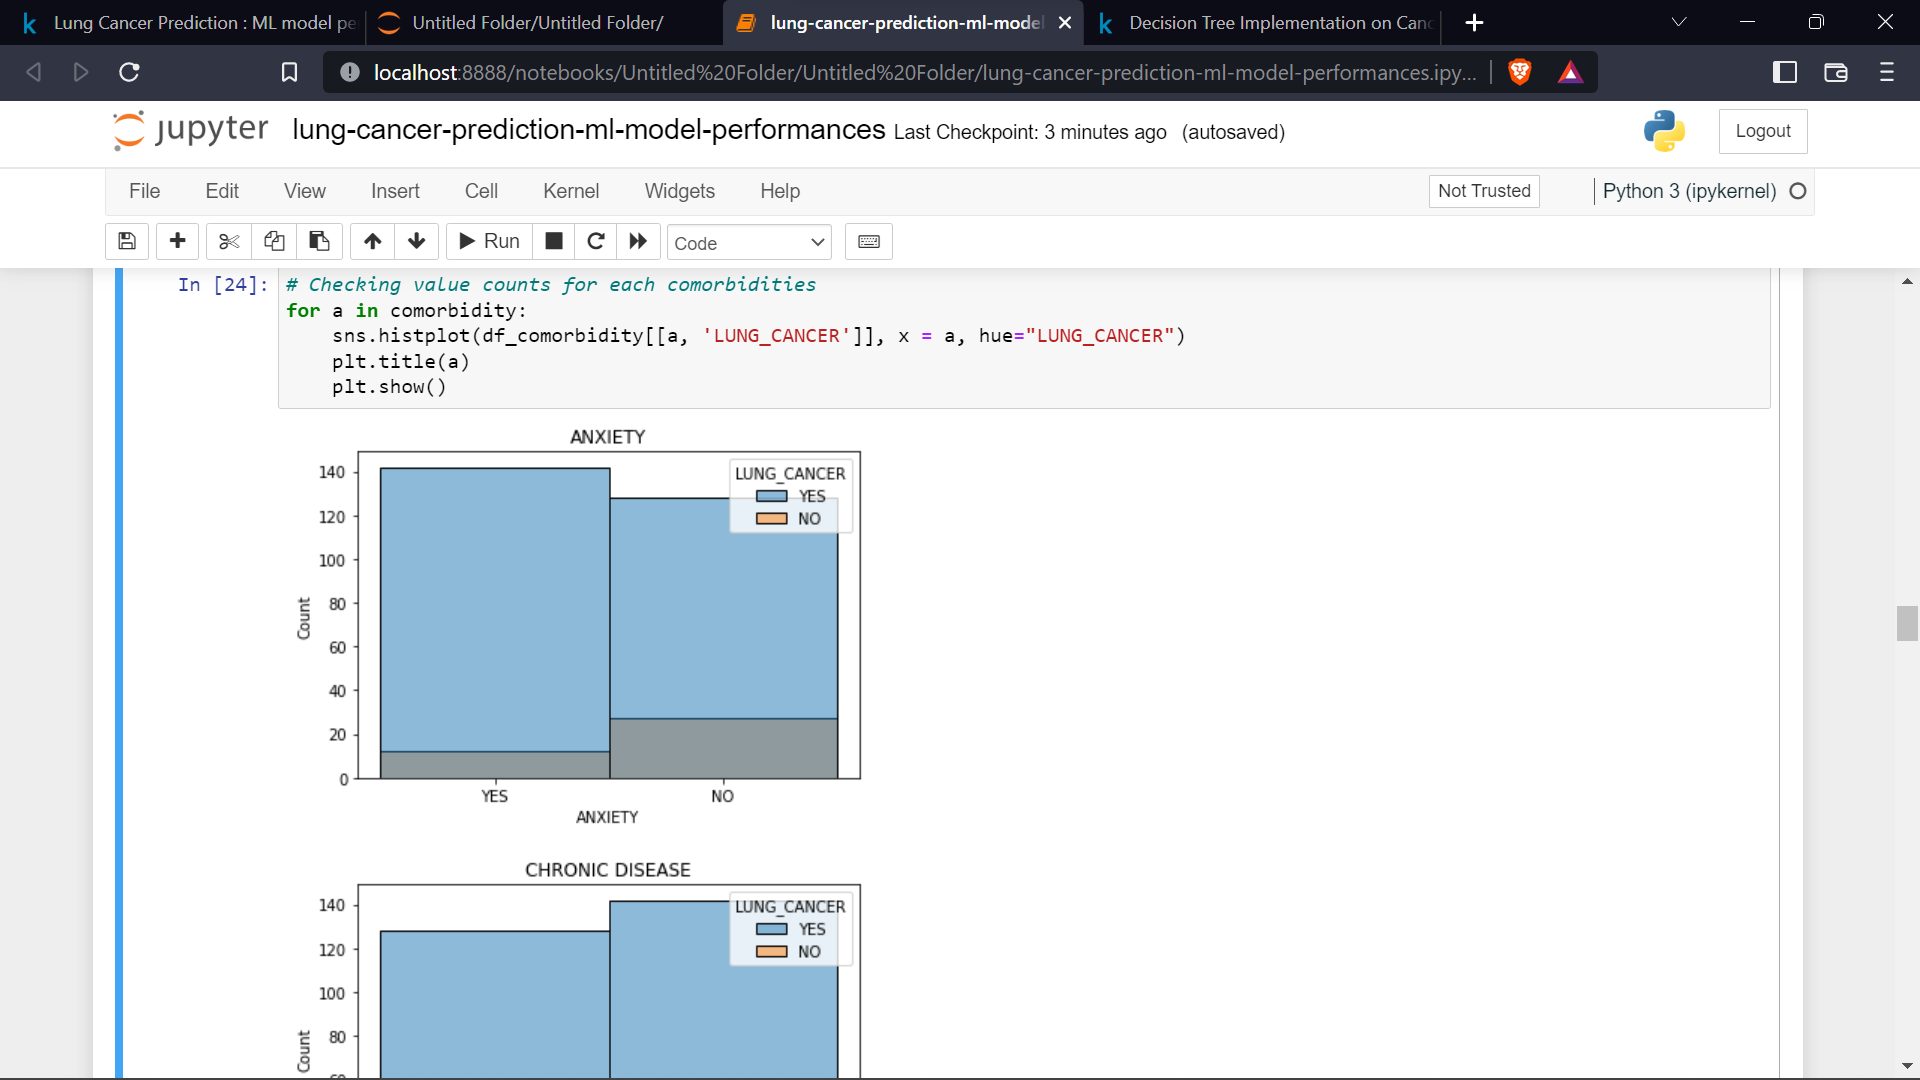 Lung Cancer Prediction : ML model pe
Untitled Folder/Untitled Folder/
lung-cancer-prediction-ml-model
Decision Tree Implementation on Canc
localhost:8888/notebooks/Untitled%20Folder/Untitled%20Folder/lung-cancer-prediction-ml-model-performances.ipy...
jupyter lung-cancer-prediction-ml-model-performances Last Checkpoint: 3 minutes ago (autosaved)
Logout
File Edit View Insert Cell Kernel Widgets Help
Not Trusted
Python 3 (ipykernel)
Run
Code
In [24]: # Checking value counts for each comorbidities
for a in comorbidity:
    sns.histplot(df_comorbidity[[a, 'LUNG_CANCER']], x = a, hue="LUNG_CANCER")
    plt.title(a)
    plt.show()
ANXIETY
LUNG_CANCER
YES
NO
140
120
100
80
60
40
20
0
Count
YES NO
ANXIETY
CHRONIC DISEASE
LUNG_CANCER
YES
NO
140
120
100
80
Count